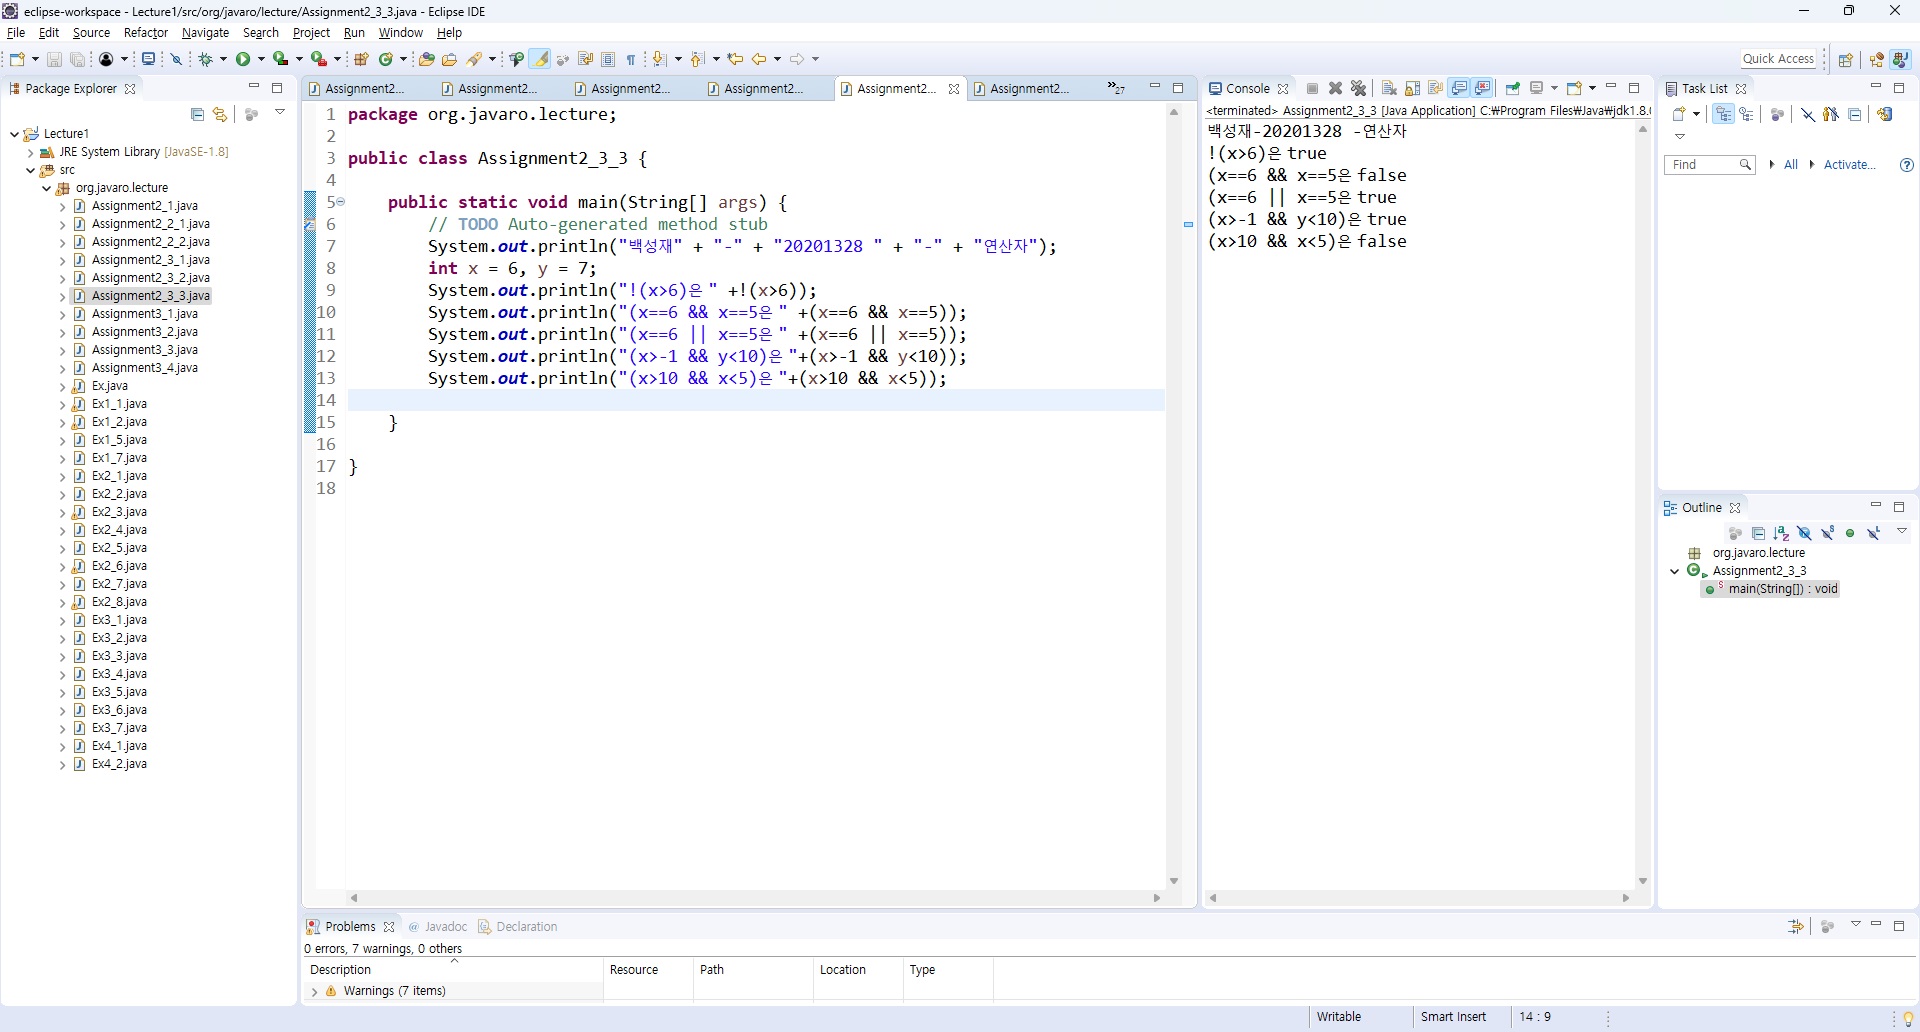 eclipse-workspace - Lecture1/src/org/javaro/lecture/Assignment2_3_3.java - Eclipse IDE
File Edit Source Refactor Navigate Search Project Run Window Help
Quick Access
Package Explorer
Lecture1
JRE System Library [JavaSE-1.8]
src
org.javaro.lecture
Assignment2_1.java
Assignment2_2_1.java
Assignment2_2_2.java
Assignment2_3_1.java
Assignment2_3_2.java
Assignment2_3_3.java
Assignment3_1.java
Assignment3_2.java
Assignment3_3.java
Assignment3_4.java
Ex.java
Ex1_1.java
Ex1_2.java
Ex1_5.java
Ex1_7.java
Ex2_1.java
Ex2_2.java
Ex2_3.java
Ex2_4.java
Ex2_5.java
Ex2_6.java
Ex2_7.java
Ex2_8.java
Ex3_1.java
Ex3_2.java
Ex3_3.java
Ex3_4.java
Ex3_5.java
Ex3_6.java
Ex3_7.java
Ex4_1.java
Ex4_2.java
Assignment2... Assignment2... Assignment2... Assignment2... Assignment2... Assignment2... »27
1 package org.javaro.lecture;
2
3 public class Assignment2_3_3 {
4
5 public static void main(String[] args) {
6 // TODO Auto-generated method stub
7 System.out.println("백성재" + "-" + "20201328 " + "-" + "연산자");
8 int x = 6, y = 7;
9 System.out.println("!(x>6)은 " +!(x>6));
10 System.out.println("(x==6 && x==5은 " +(x==6 && x==5));
11 System.out.println("(x==6 || x==5은 " +(x==6 || x==5));
12 System.out.println("(x>-1 && y<10)은 "+(x>-1 && y<10));
13 System.out.println("(x>10 && x<5)은 "+(x>10 && x<5));
14
15 }
16
17 }
18
Console
<terminated> Assignment2_3_3 [Java Application] C:₩Program Files₩Java₩jdk1.8.0
백성재-20201328 -연산자
!(x>6)은 true
(x==6 && x==5은 false
(x==6 || x==5은 true
(x>-1 && y<10)은 true
(x>10 && x<5)은 false
Task List
Find All Activate...
Outline
org.javaro.lecture
Assignment2_3_3
main(String[]) : void
Problems Javadoc Declaration
0 errors, 7 warnings, 0 others
Description Resource Path Location Type
Warnings (7 items)
Writable Smart Insert 14 : 9